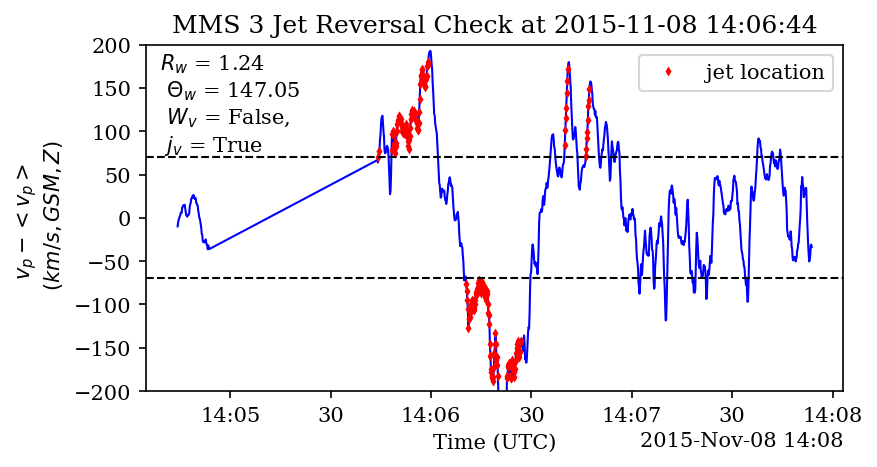 MMS 3 Jet Reversal Check at 2015-11-08 14:06:44
200
150
100
50
0
−50
−100
−150
−200
v_p − < v_p >
(km/s, GSM, Z)
R_w = 1.24
Θ_w = 147.05
W_v = False,
j_v = True
jet location
14:05
30
14:06
30
14:07
30
14:08
Time (UTC)
2015-Nov-08 14:08